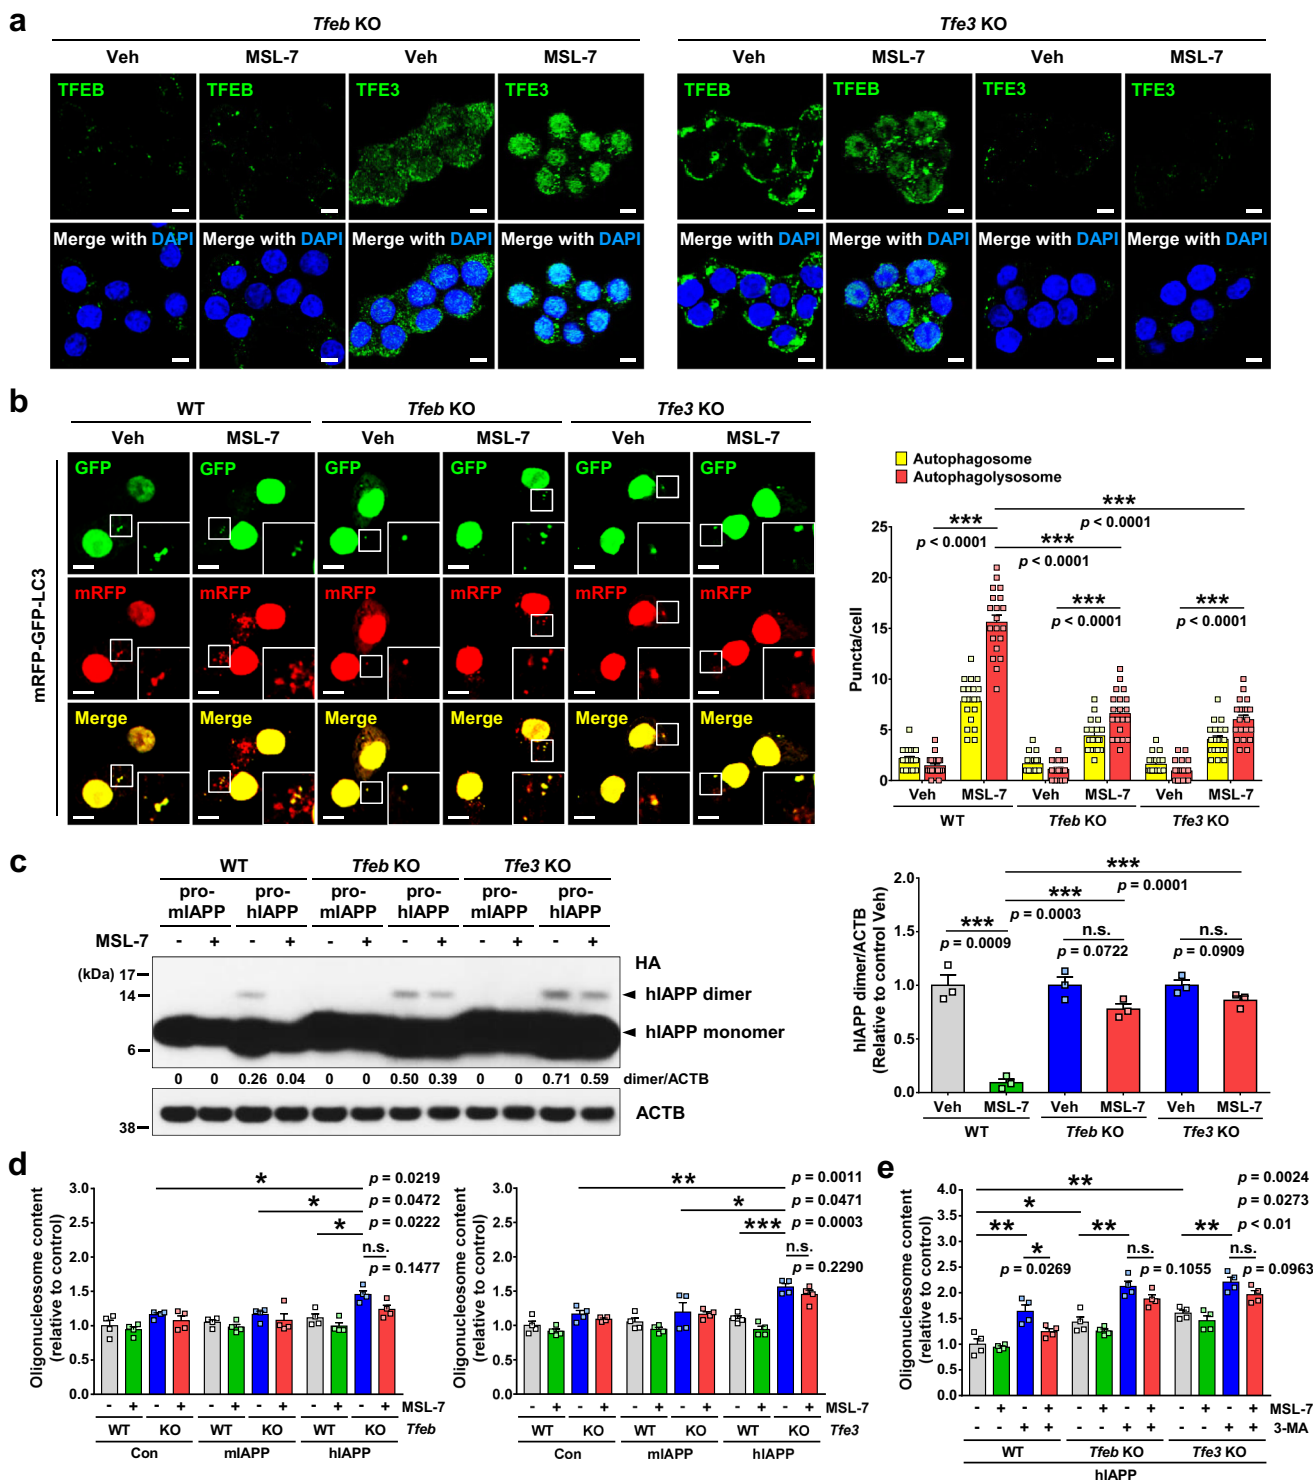 a
Tfeb KO
Tfe3 KO
Veh MSL-7 Veh MSL-7 Veh MSL-7 Veh MSL-7
TFEB TFEB TFE3 TFE3 TFEB TFEB TFE3 TFE3
Merge with DAPI Merge with DAPI Merge with DAPI Merge with DAPI Merge with DAPI Merge with DAPI Merge with DAPI Merge with DAPI
b
WT Tfeb KO Tfe3 KO
Veh MSL-7 Veh MSL-7 Veh MSL-7
mRFP-GFP-LC3
GFP GFP GFP GFP GFP GFP
mRFP mRFP mRFP mRFP mRFP mRFP
Merge Merge Merge Merge Merge Merge
Autophagosome
Autophagolysosome
***
p < 0.0001
***
p < 0.0001
***
p < 0.0001
*** ***
p < 0.0001 p < 0.0001
Puncta/cell
25
20
15
10
5
0
Veh MSL-7 Veh MSL-7 Veh MSL-7
WT Tfeb KO Tfe3 KO
c
WT Tfeb KO Tfe3 KO
pro-mIAPP pro-hIAPP pro-mIAPP pro-hIAPP pro-mIAPP pro-hIAPP
MSL-7 - + - + - + - + - + - +
(kDa) 17
14
6
HA
hIAPP dimer
hIAPP monomer
0 0 0.26 0.04 0 0 0.50 0.39 0 0 0.71 0.59 dimer/ACTB
38
ACTB
hIAPP dimer/ACTB
(Relative to control Veh)
2.0
1.5
1.0
0.5
0.0
***
p = 0.0001
***
p = 0.0003
***
p = 0.0009
n.s.
p = 0.0722
n.s.
p = 0.0909
Veh MSL-7 Veh MSL-7 Veh MSL-7
WT Tfeb KO Tfe3 KO
d
Oligonucleosome content
(relative to control)
3.0
2.5
2.0
1.5
1.0
0.5
0.0
* p = 0.0219
* p = 0.0472
* p = 0.0222
n.s.
p = 0.1477
- + - + - + - + - + - + MSL-7
WT KO WT KO WT KO Tfeb
Con mIAPP hIAPP
Oligonucleosome content
(relative to control)
3.0
2.5
2.0
1.5
1.0
0.5
0.0
** p = 0.0011
* p = 0.0471
*** p = 0.0003
n.s.
p = 0.2290
- + - + - + - + - + - + MSL-7
WT KO WT KO WT KO Tfe3
Con mIAPP hIAPP
e
Oligonucleosome content
(relative to control)
4.0
3.5
3.0
2.5
2.0
1.5
1.0
0.5
0.0
p = 0.0024
** p = 0.0273
* p < 0.01
** ** **
* n.s. n.s.
p = 0.0269 p = 0.1055 p = 0.0963
- + - + - + - + - + - + MSL-7
- - + + - - + + - - + + 3-MA
WT Tfeb KO Tfe3 KO
hIAPP